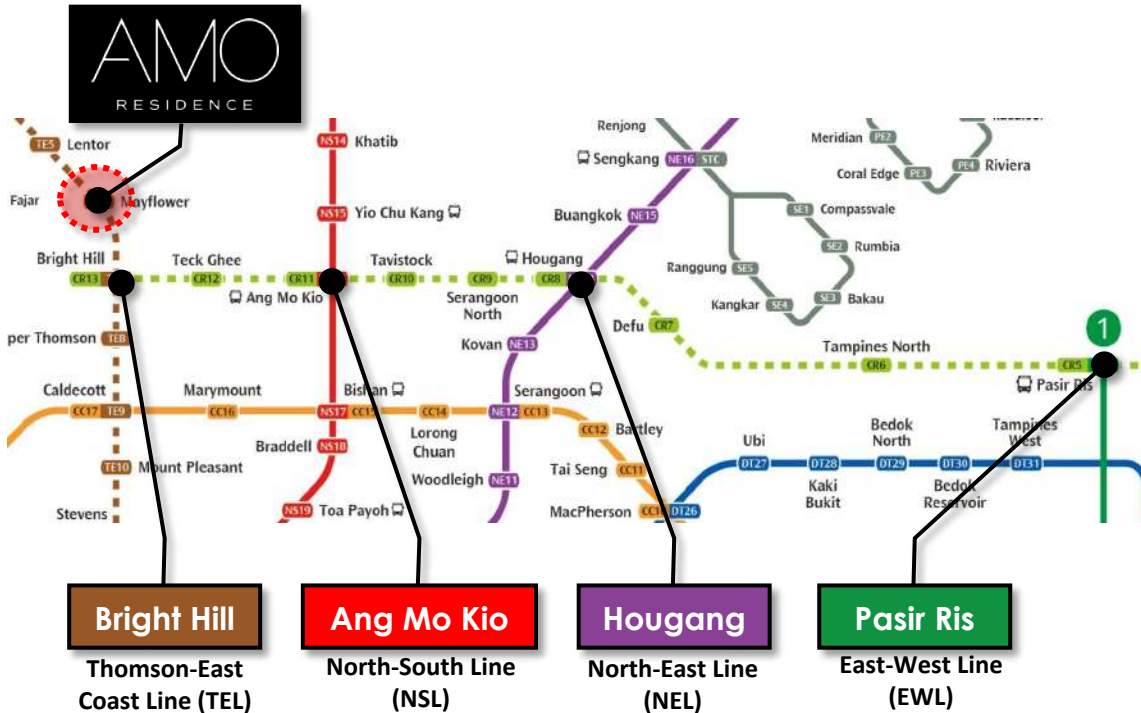 AMO
RESIDENCE
TE5 Lentor
NS14 Khatib
Renjong
Sengkang NE16 STC
Meridian PE2
Coral Edge PE3
PE4 Riviera
Fajar
Mayflower
NS15 Yio Chu Kang
Buangkok NE15
SE1 Compassvale
SE2 Rumbia
Bright Hill
CR13
Teck Ghee
CR12
CR11
Ang Mo Kio
Tavistock
CR10
CR9
Serangoon
North
Hougang
CR8
Ranggung SE5
Kangkar SE4
SE3 Bakau
per Thomson TE8
Kovan NE13
Defu CR7
Tampines North
CR6
1
CR5
Pasir Ris
Caldecott
CC17 TE9
Marymount
CC16
Bishan
NS17 CC15
CC14
Lorong
Chuan
Serangoon
NE12 CC13
CC12 Bartley
Braddell NS18
TE10 Mount Pleasant
Woodleigh NE11
Tai Seng CC11
Ubi
DT27
DT28
Kaki
Bukit
Bedok
North
DT29
DT30
Bedok
Reservoir
Tampines
West
DT31
Stevens
NS19 Toa Payoh
MacPherson DT26
Bright Hill
Thomson-East
Coast Line (TEL)
Ang Mo Kio
North-South Line
(NSL)
Hougang
North-East Line
(NEL)
Pasir Ris
East-West Line
(EWL)